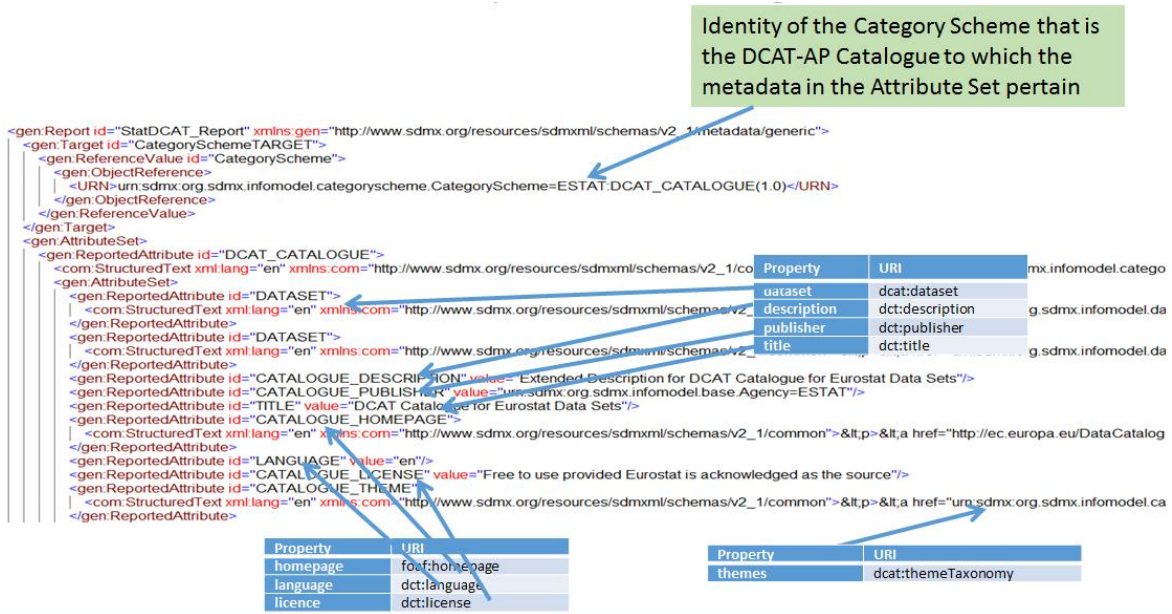 Identity of the Category Scheme that is
the DCAT-AP Catalogue to which the
metadata in the Attribute Set pertain
<gen:Report id="StatDCAT_Report" xmlns:gen="http://www.sdmx.org/resources/sdmxml/schemas/v2_1/metadata/generic">
<gen:Target id="CategorySchemeTARGET">
<gen:ReferenceValue id="CategoryScheme">
<gen:ObjectReference>
<URN>urn:sdmx:org.sdmx.infomodel.categoryscheme.CategoryScheme=ESTAT:DCAT_CATALOGUE(1.0)</URN>
</gen:ObjectReference>
</gen:ReferenceValue>
</gen:Target>
<gen:AttributeSet>
<gen:ReportedAttribute id="DCAT_CATALOGUE">
<com:StructuredText xml:lang="en" xmlns:com="http://www.sdmx.org/resources/sdmxml/schemas/v2_1/co mx.infomodel.catego
<gen:AttributeSet>
<gen:ReportedAttribute id="DATASET">
<com:StructuredText xml:lang="en" xmlns:com="http://www.sdmx.org/resources/sdmxml/schemas/v2_ g.sdmx.infomodel.da
</gen:ReportedAttribute>
<gen:ReportedAttribute id="DATASET">
<com:StructuredText xml:lang="en" xmlns:com="http://www.sdmx.org/resources/sdmxml/schemas/v2_ g.sdmx.infomodel.da
</gen:ReportedAttribute>
<gen:ReportedAttribute id="CATALOGUE_DESCRIPTION" value="Extended Description for DCAT Catalogue for Eurostat Data Sets"/>
<gen:ReportedAttribute id="CATALOGUE_PUBLISHER" value="urn:sdmx:org.sdmx.infomodel.base.Agency=ESTAT"/>
<gen:ReportedAttribute id="TITLE" value="DCAT Catalogue for Eurostat Data Sets"/>
<gen:ReportedAttribute id="CATALOGUE_HOMEPAGE">
<com:StructuredText xml:lang="en" xmlns:com="http://www.sdmx.org/resources/sdmxml/schemas/v2_1/common">&lt;p>&lt;a href="http://ec.europa.eu/DataCatalog
</gen:ReportedAttribute>
<gen:ReportedAttribute id="LANGUAGE" value="en"/>
<gen:ReportedAttribute id="CATALOGUE_LICENSE" value="Free to use provided Eurostat is acknowledged as the source"/>
<gen:ReportedAttribute id="CATALOGUE_THEME">
<com:StructuredText xml:lang="en" xmlns:com="http://www.sdmx.org/resources/sdmxml/schemas/v2_1/common">&lt;p>&lt;a href="urn:sdmx:org.sdmx.infomodel.ca
</gen:ReportedAttribute>
Property URI
dataset dcat:dataset
description dct:description
publisher dct:publisher
title dct:title
Property URI
homepage foaf:homepage
language dct:language
licence dct:license
Property URI
themes dcat:themeTaxonomy